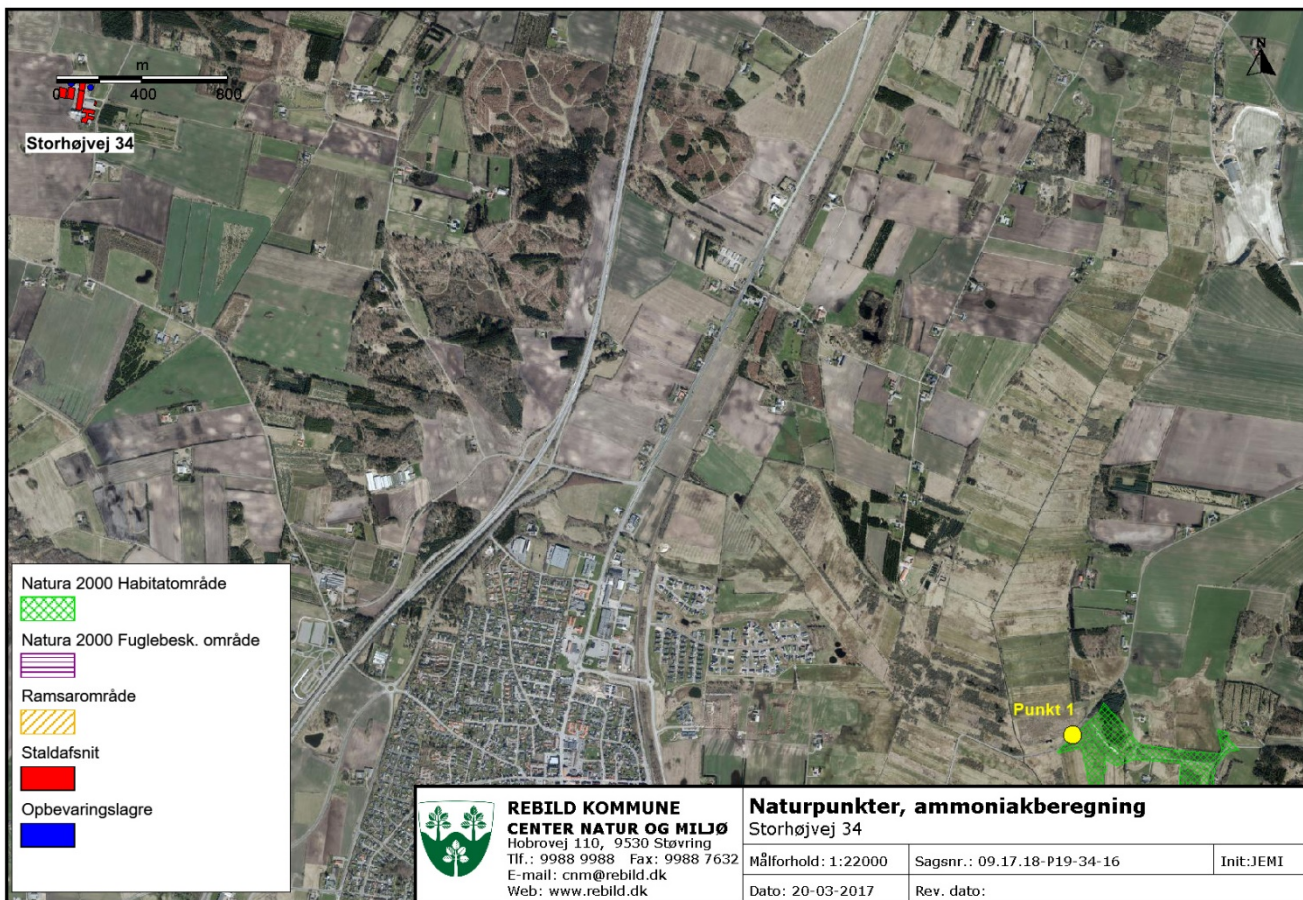 m
0 400 800
Storhøjvej 34
N
Punkt 1
Natura 2000 Habitatområde
Natura 2000 Fuglebesk. område
Ramsarområde
Staldafsnit
Opbevaringslagre
REBILD KOMMUNE
CENTER NATUR OG MILJØ
Hobrovej 110, 9530 Støvring
Tlf.: 9988 9988 Fax: 9988 7632
E-mail: cnm@rebild.dk
Web: www.rebild.dk
Naturpunkter, ammoniakberegning
Storhøjvej 34
Målforhold: 1:22000 Sagsnr.: 09.17.18-P19-34-16 Init:JEMI
Dato: 20-03-2017 Rev. dato: